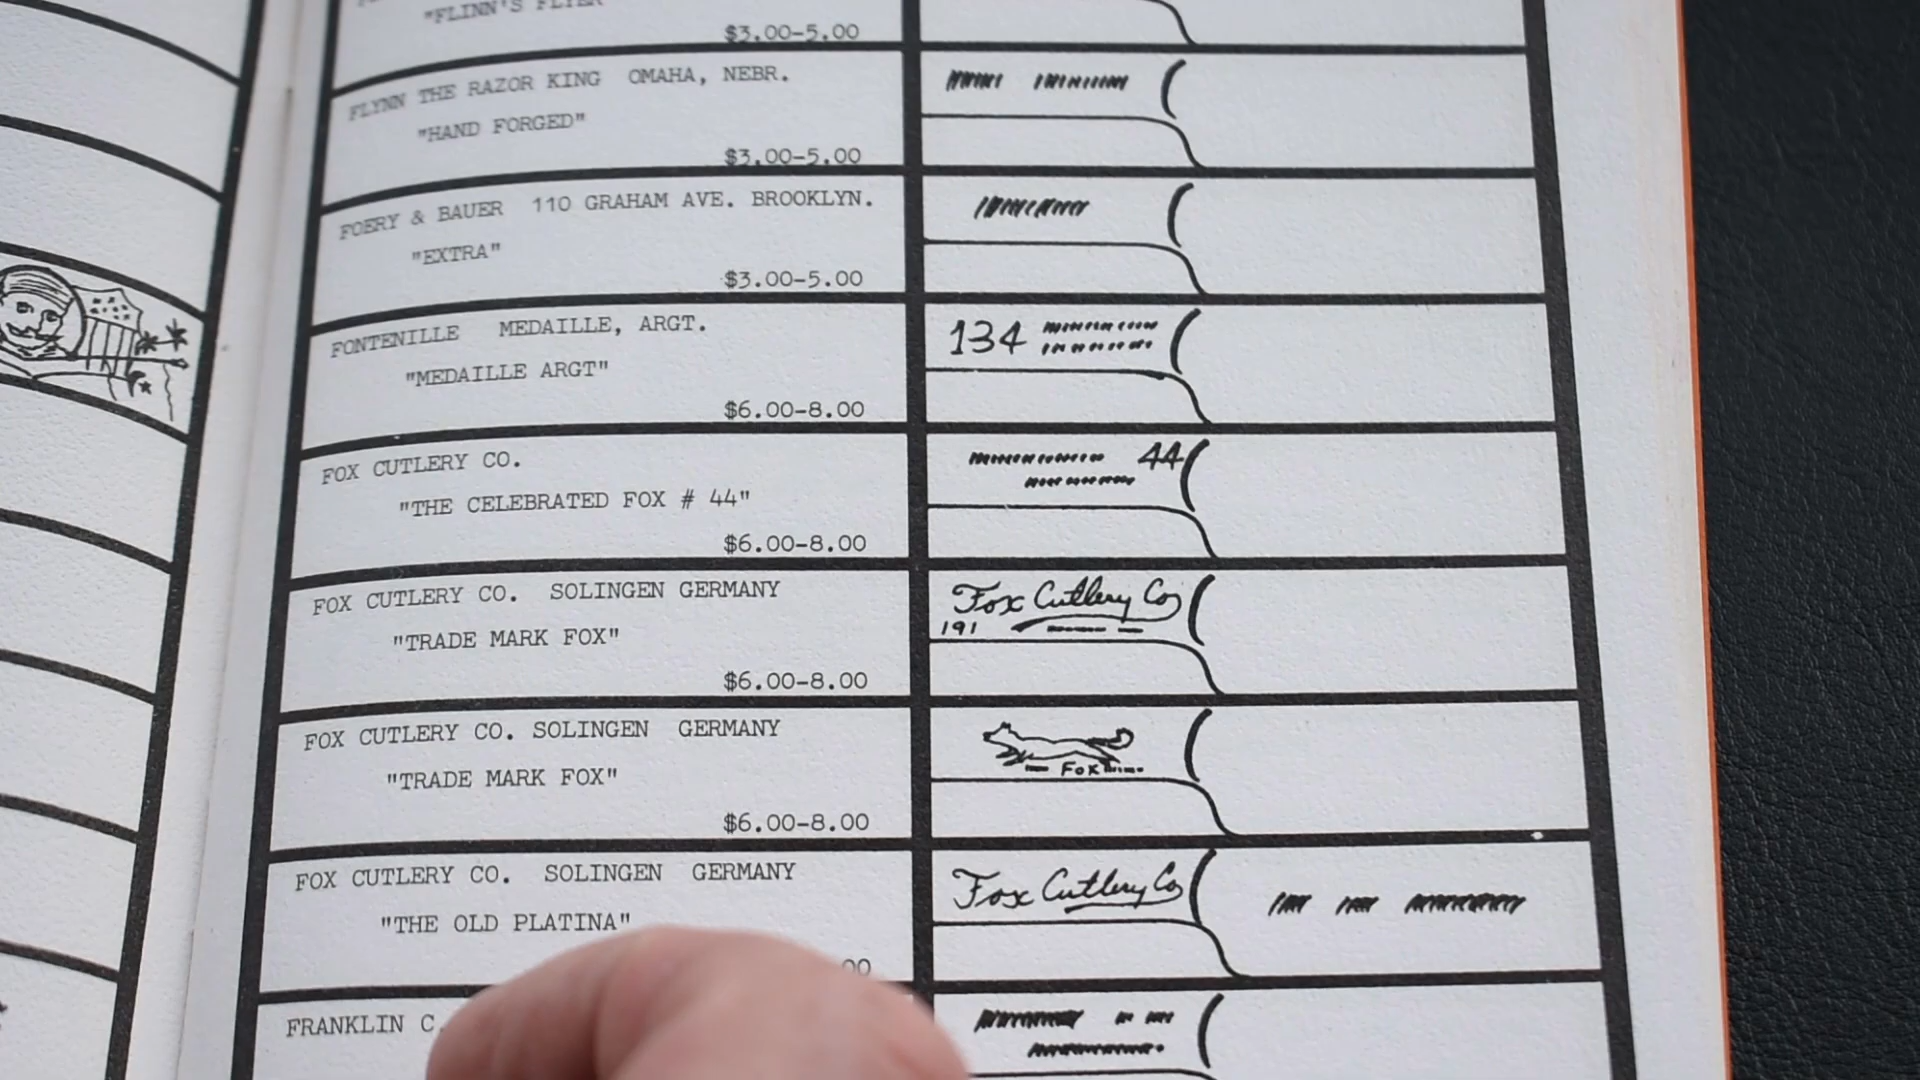 "FLINN'S FLYER"
$3.00-5.00
FLYNN THE RAZOR KING OMAHA, NEBR.
"HAND FORGED"
$3.00-5.00
FOERY & BAUER 110 GRAHAM AVE. BROOKLYN.
"EXTRA"
$3.00-5.00
FONTENILLE MEDAILLE, ARGT.
134
"MEDAILLE ARGT"
$6.00-8.00
FOX CUTLERY CO.
44
"THE CELEBRATED FOX # 44"
$6.00-8.00
FOX CUTLERY CO. SOLINGEN GERMANY
Fox Cutlery Co
191
"TRADE MARK FOX"
$6.00-8.00
FOX CUTLERY CO. SOLINGEN GERMANY
FOX
"TRADE MARK FOX"
$6.00-8.00
FOX CUTLERY CO. SOLINGEN GERMANY
Fox Cutlery Co
"THE OLD PLATINA"
00
FRANKLIN C.